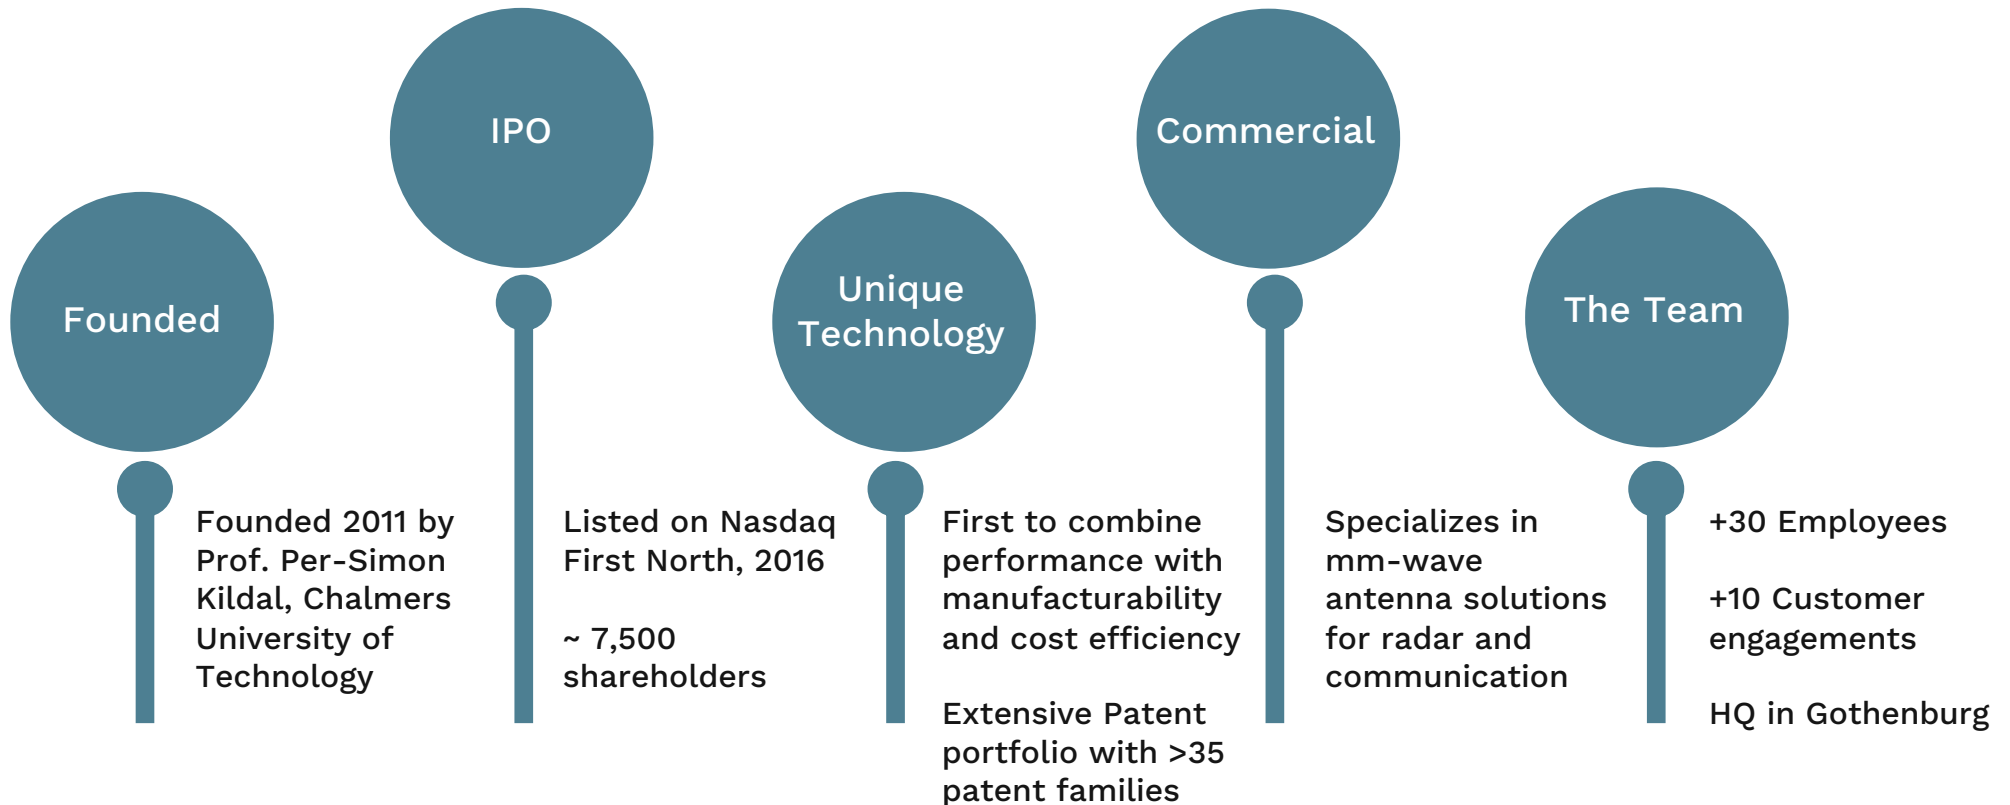 Founded
Founded 2011 by
Prof. Per-Simon
Kildal, Chalmers
University of
Technology
IPO
Listed on Nasdaq
First North, 2016
~ 7,500
shareholders
Unique
Technology
First to combine
performance with
manufacturability
and cost efficiency
Extensive Patent
portfolio with >35
patent families
Commercial
Specializes in
mm-wave
antenna solutions
for radar and
communication
The Team
+30 Employees
+10 Customer
engagements
HQ in Gothenburg